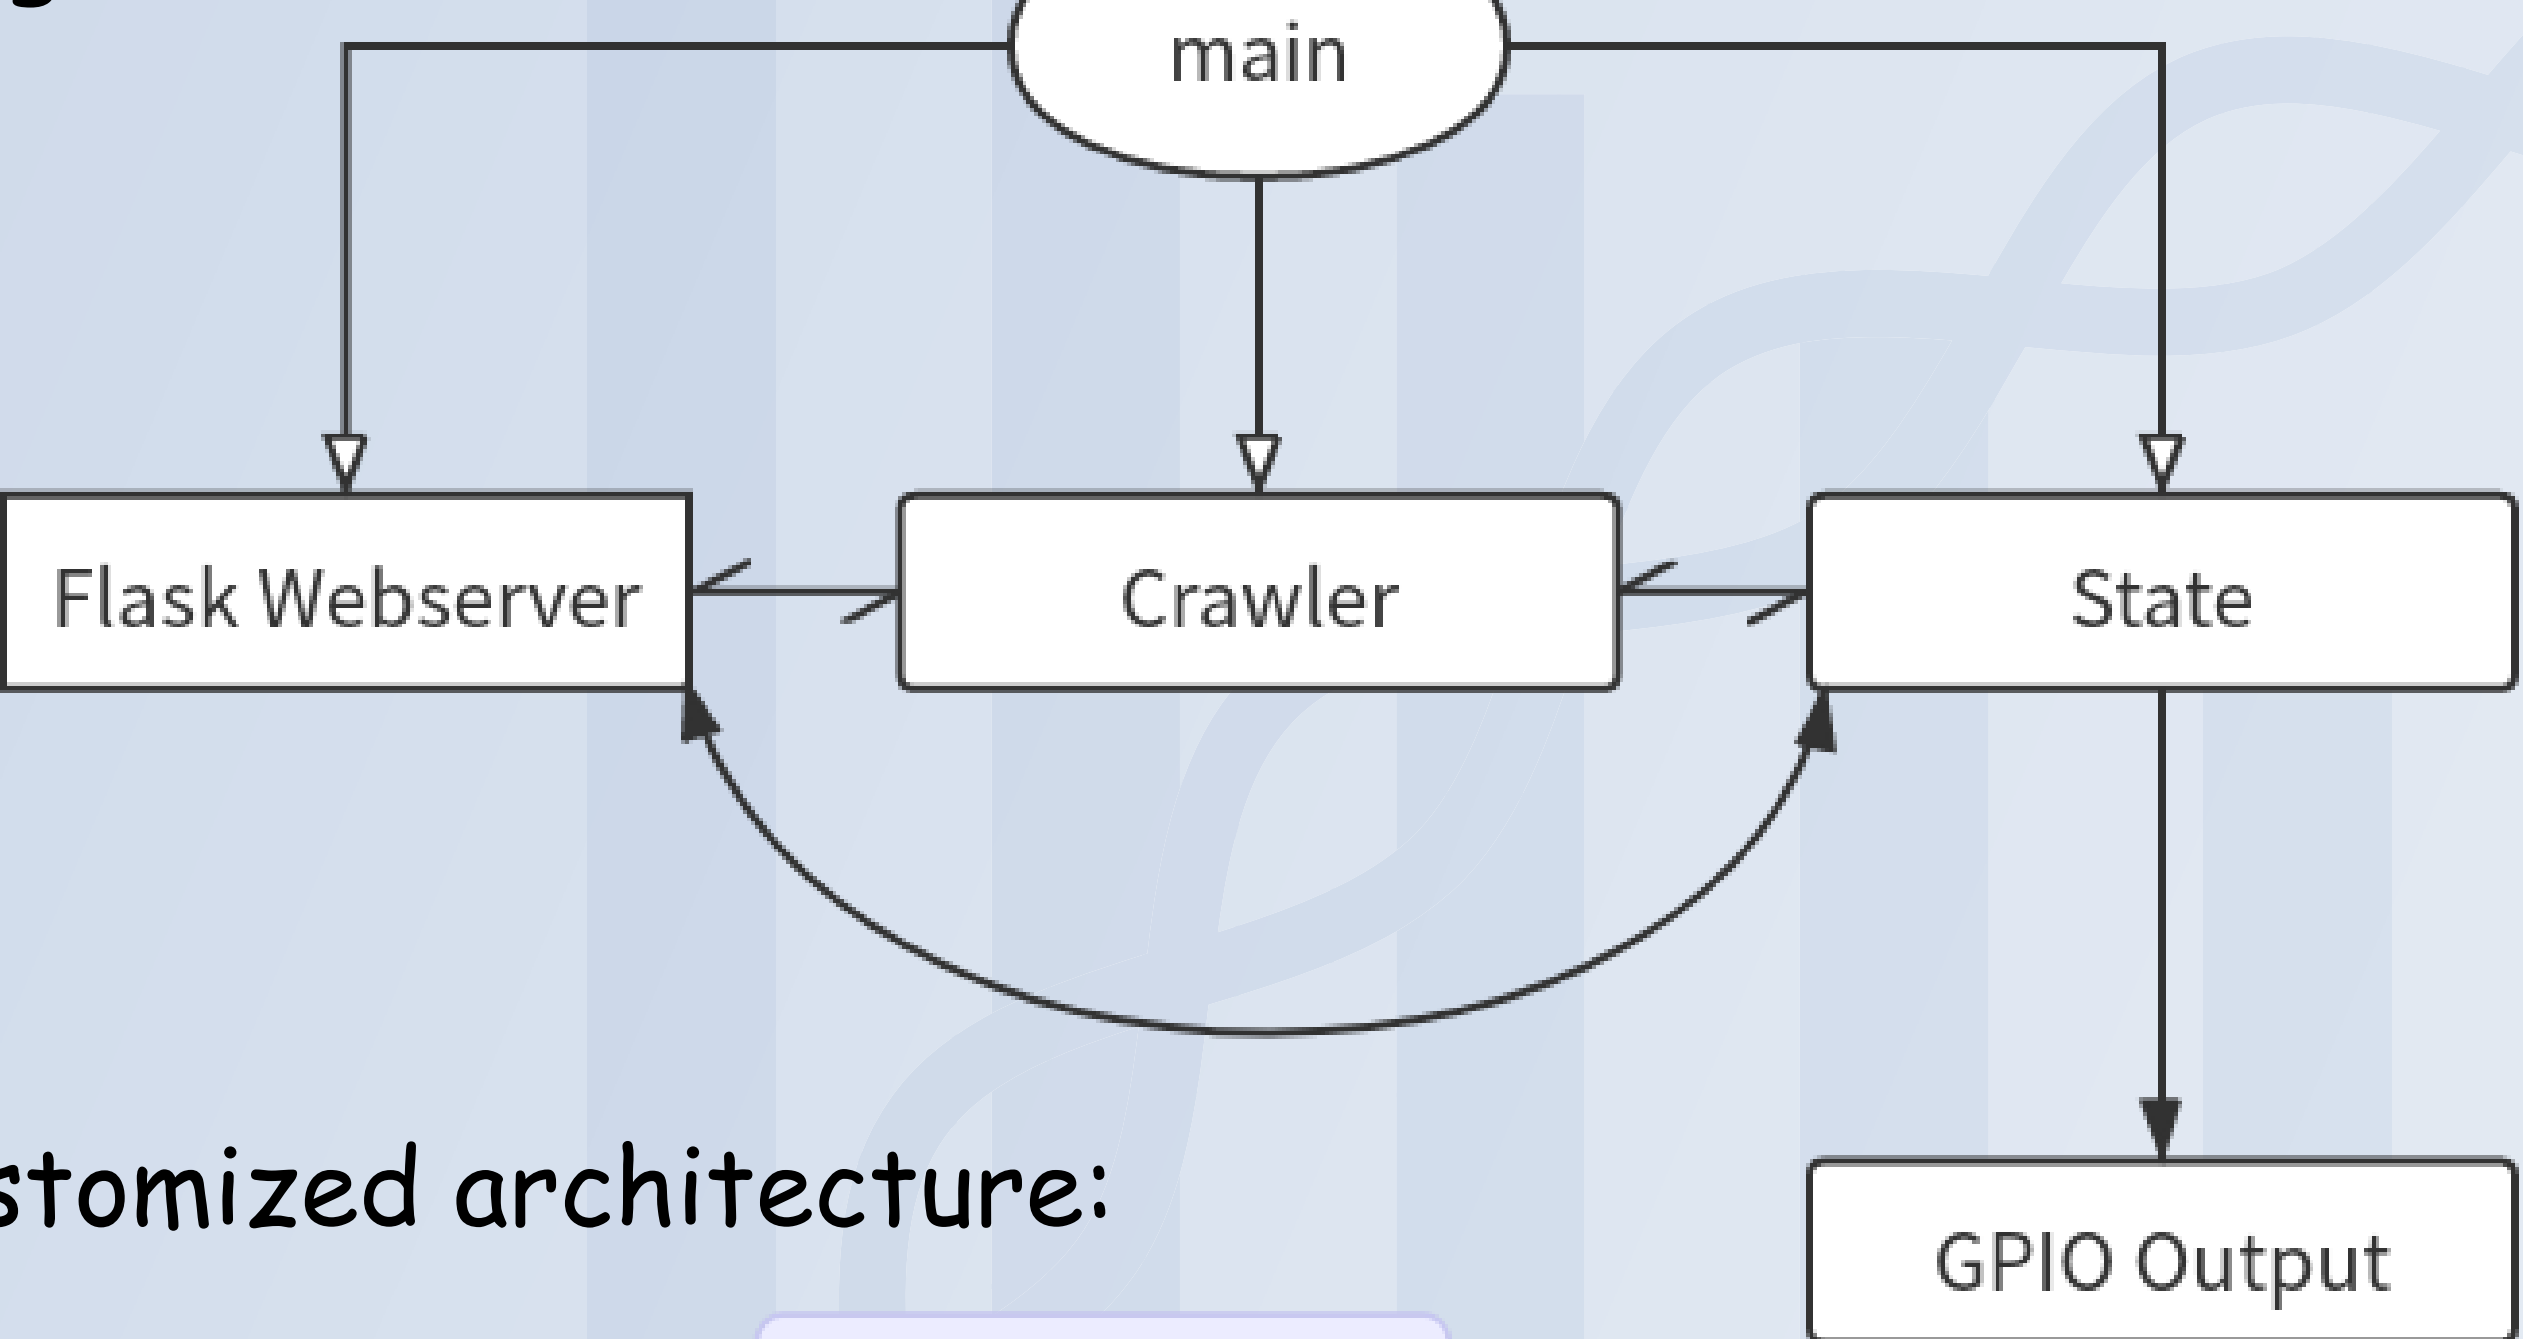 main
Flask Webserver
Crawler
State
stomized architecture:
GPIO Output